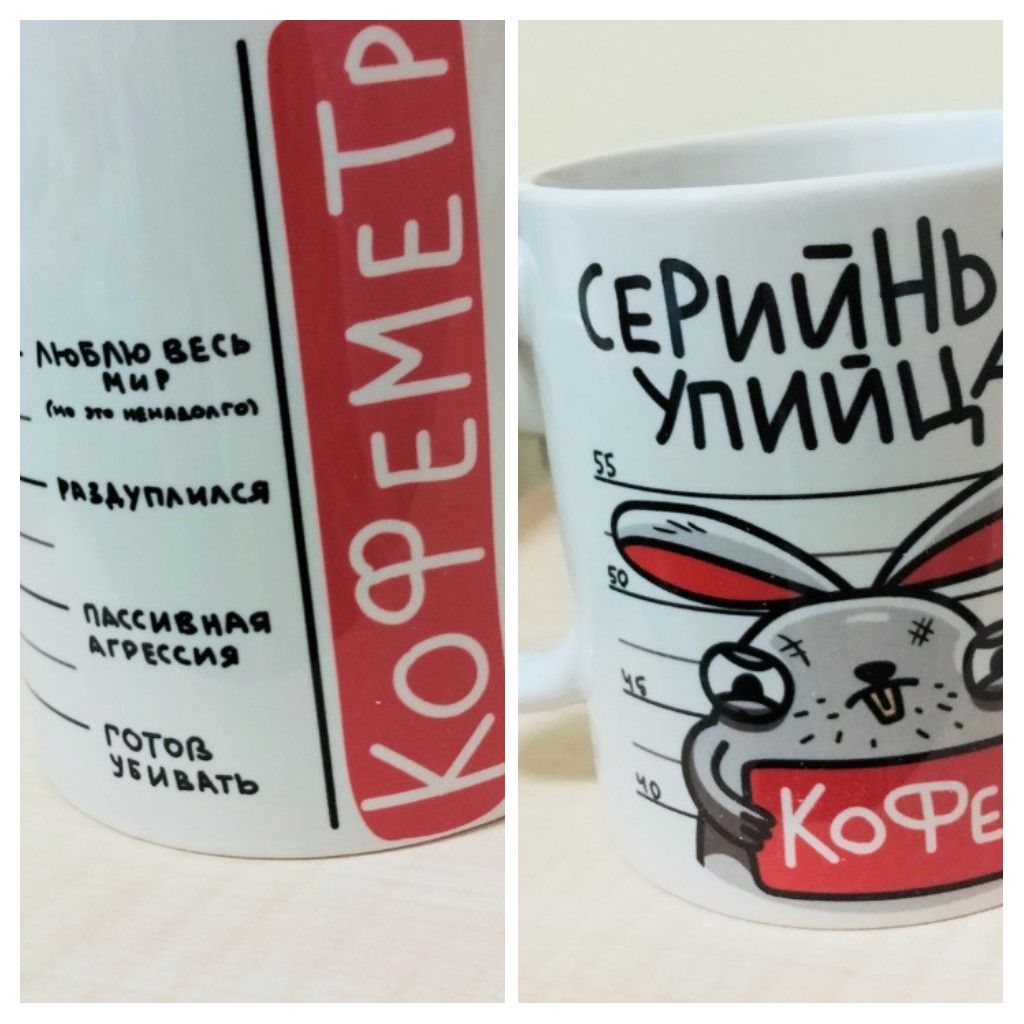 КОФЕМЕТР
ЛЮБЛЮ ВЕСЬ
МИР
(но это ненадолго)
РАЗДУПЛИЛСЯ
ПАССИВНАЯ
АГРЕССИЯ
ГОТОВ
УБИВАТЬ
СЕРИЙНЫ
УПИЙЦА
55
50
45
40
КОФЕ